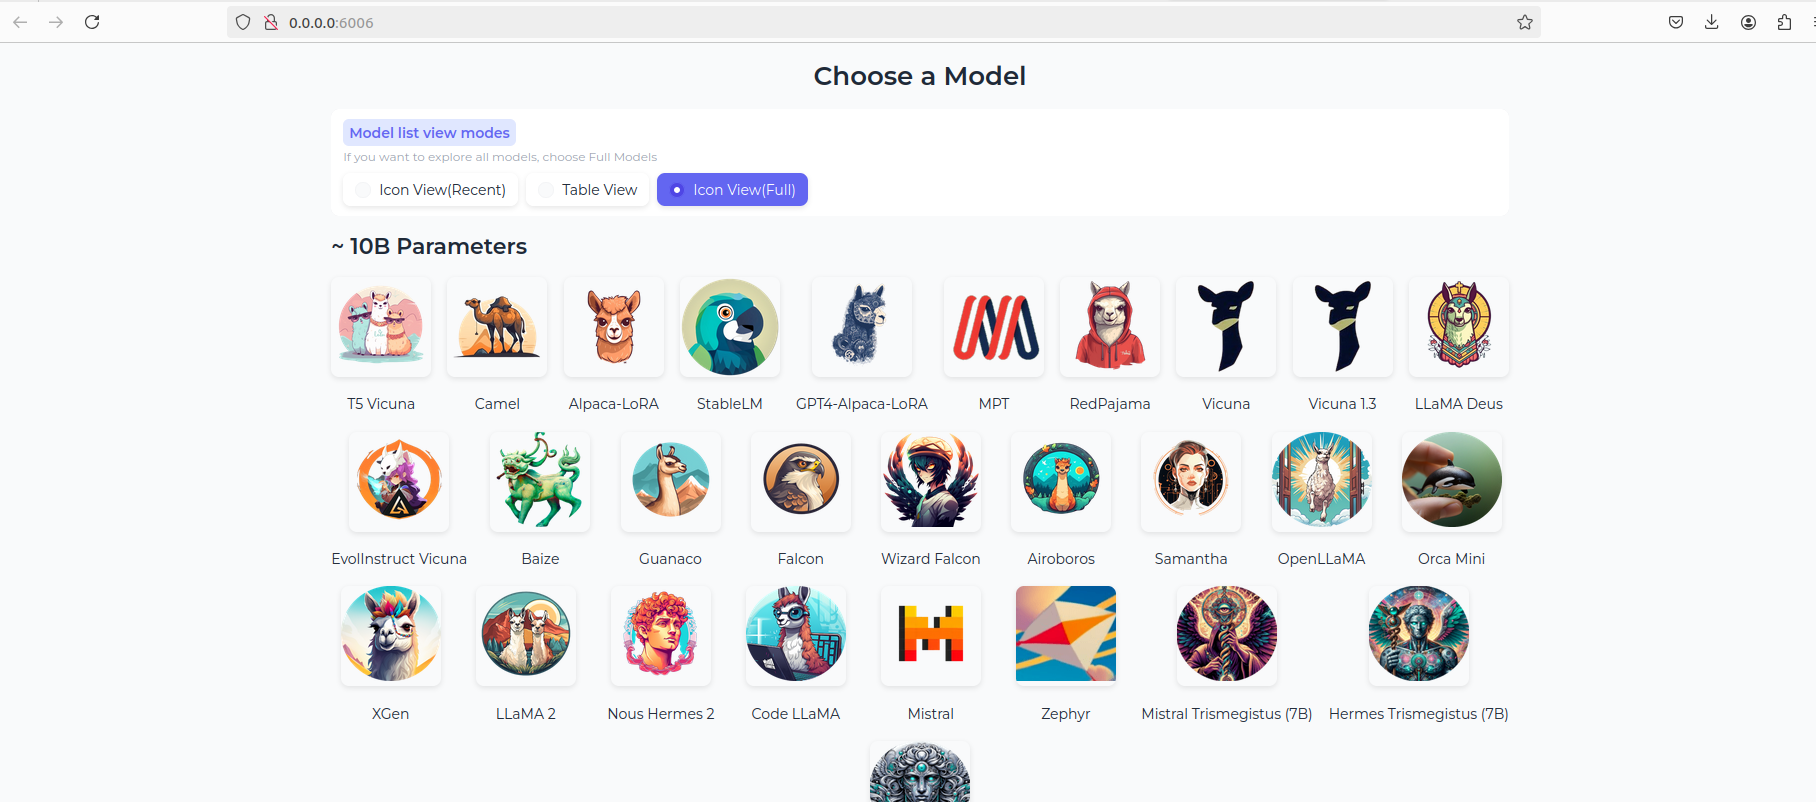 0.0.0.0:6006
Choose a Model
Model list view modes
If you want to explore all models, choose Full Models
Icon View(Recent) Table View Icon View(Full)
~ 10B Parameters
T5 Vicuna Camel Alpaca-LoRA StableLM GPT4-Alpaca-LoRA MPT RedPajama Vicuna Vicuna 1.3 LLaMA Deus
EvolInstruct Vicuna Baize Guanaco Falcon Wizard Falcon Airoboros Samantha OpenLLaMA Orca Mini
XGen LLaMA 2 Nous Hermes 2 Code LLaMA Mistral Zephyr Mistral Trismegistus (7B) Hermes Trismegistus (7B)